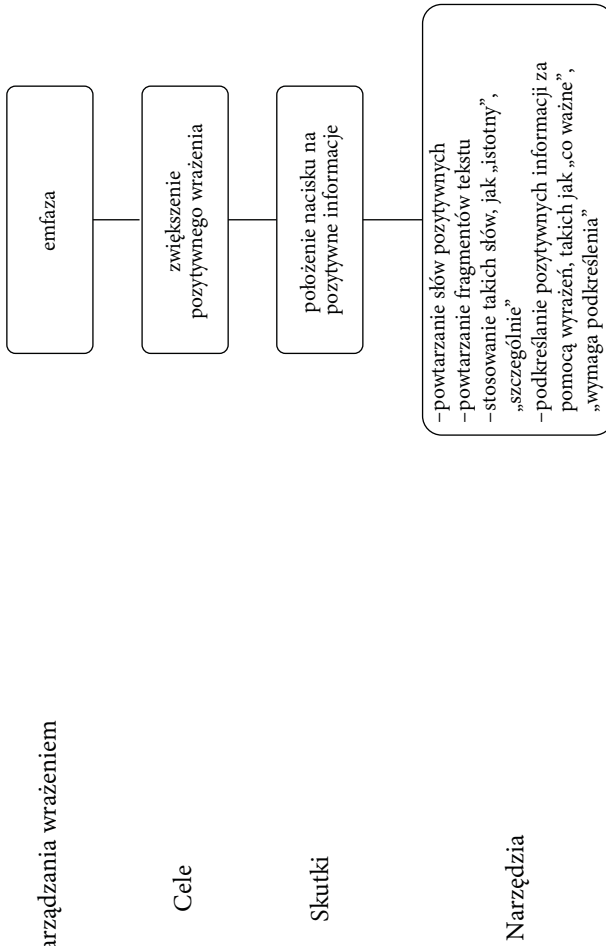 arządzania wrażeniem
emfaza
Cele
zwiększenie
pozytywnego wrażenia
Skutki
położenie nacisku na
pozytywne informacje
Narzędzia
–powtarzanie słów pozytywnych
–powtarzanie fragmentów tekstu
–stosowanie takich słów, jak „istotny”,
„szczególnie”
–podkreślanie pozytywnych informacji za
pomocą wyrażeń, takich jak „co ważne”,
„wymaga podkreślenia”